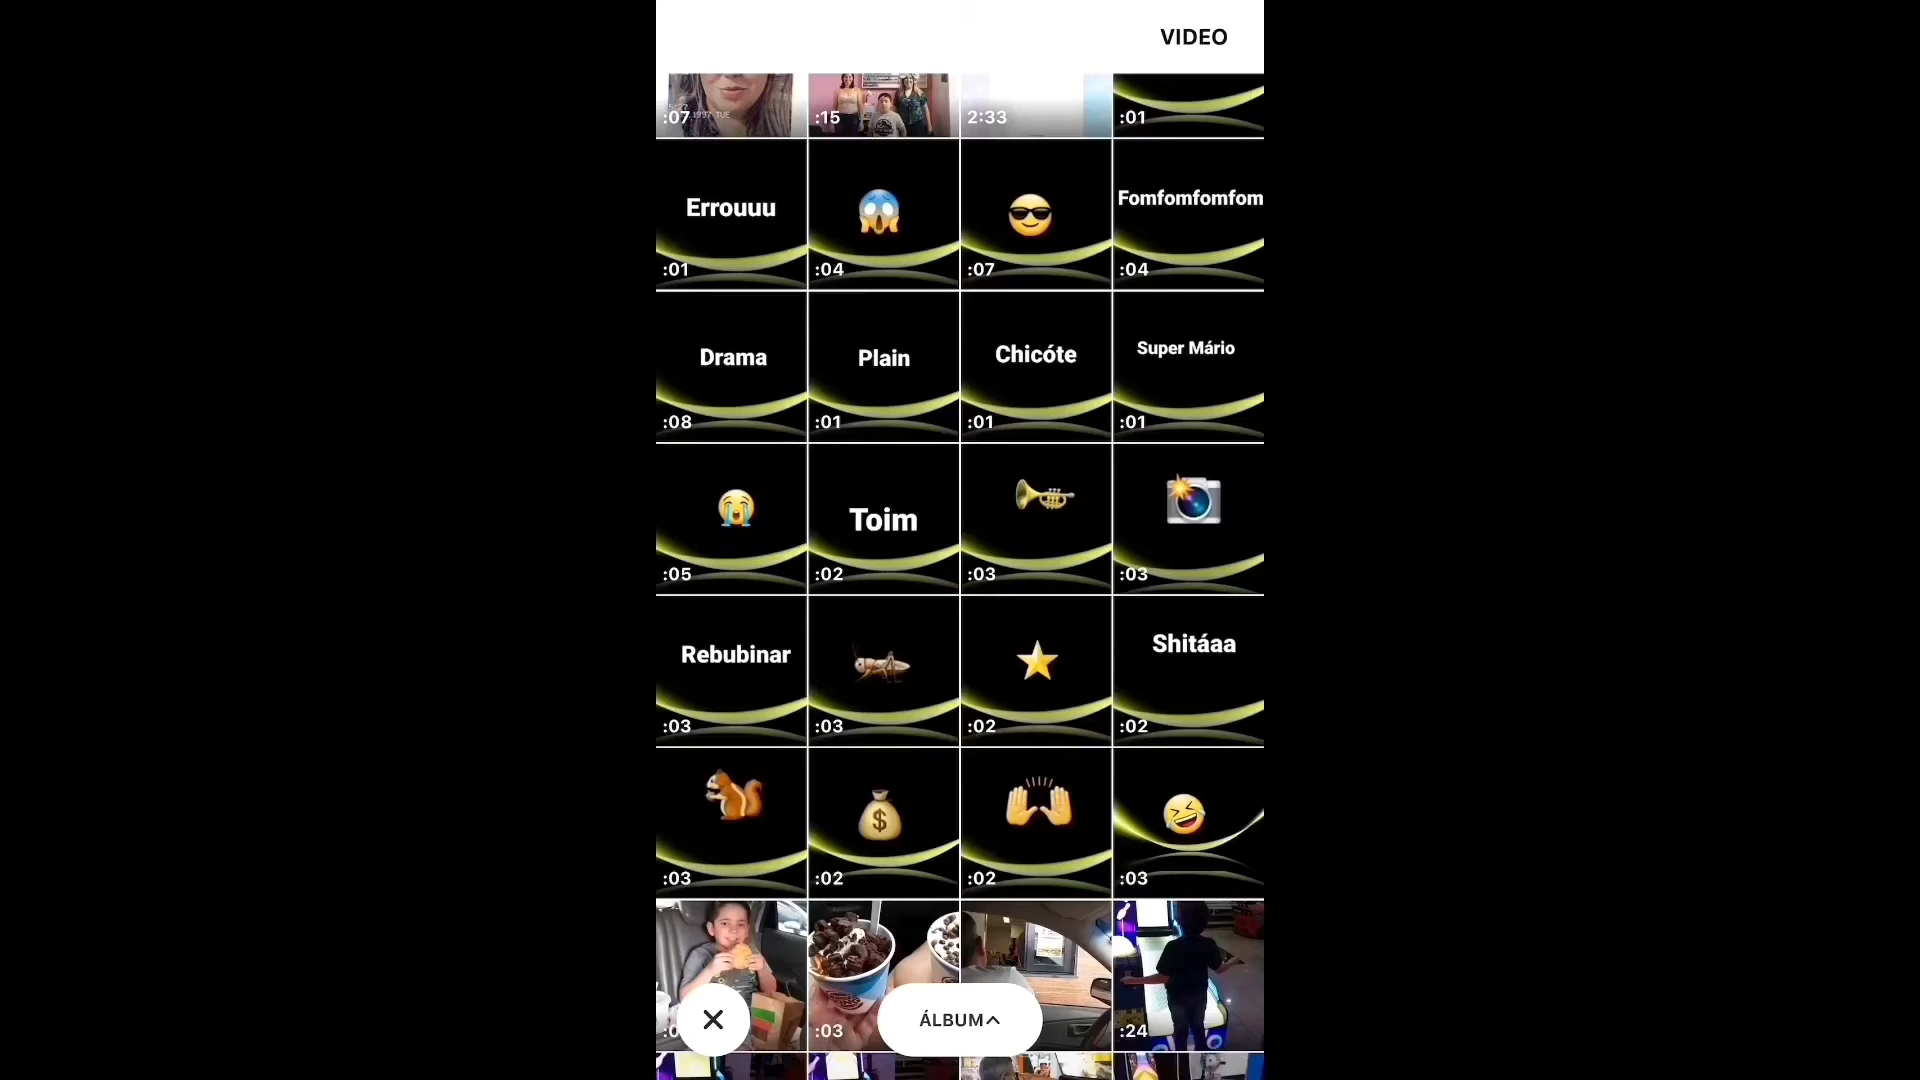 VIDEO
:07
:15
2:33
:01
1997 TUE
Errouuu
Fomfomfomfom
:01
:04
:07
:04
Drama
Plain
Chicóte
Super Mário
:08
:01
:01
:01
Toim
:05
:02
:03
:03
Rebubinar
Shitáaa
:03
:03
:02
:02
$
:03
:02
:02
:03
:03
ÁLBUM
:24